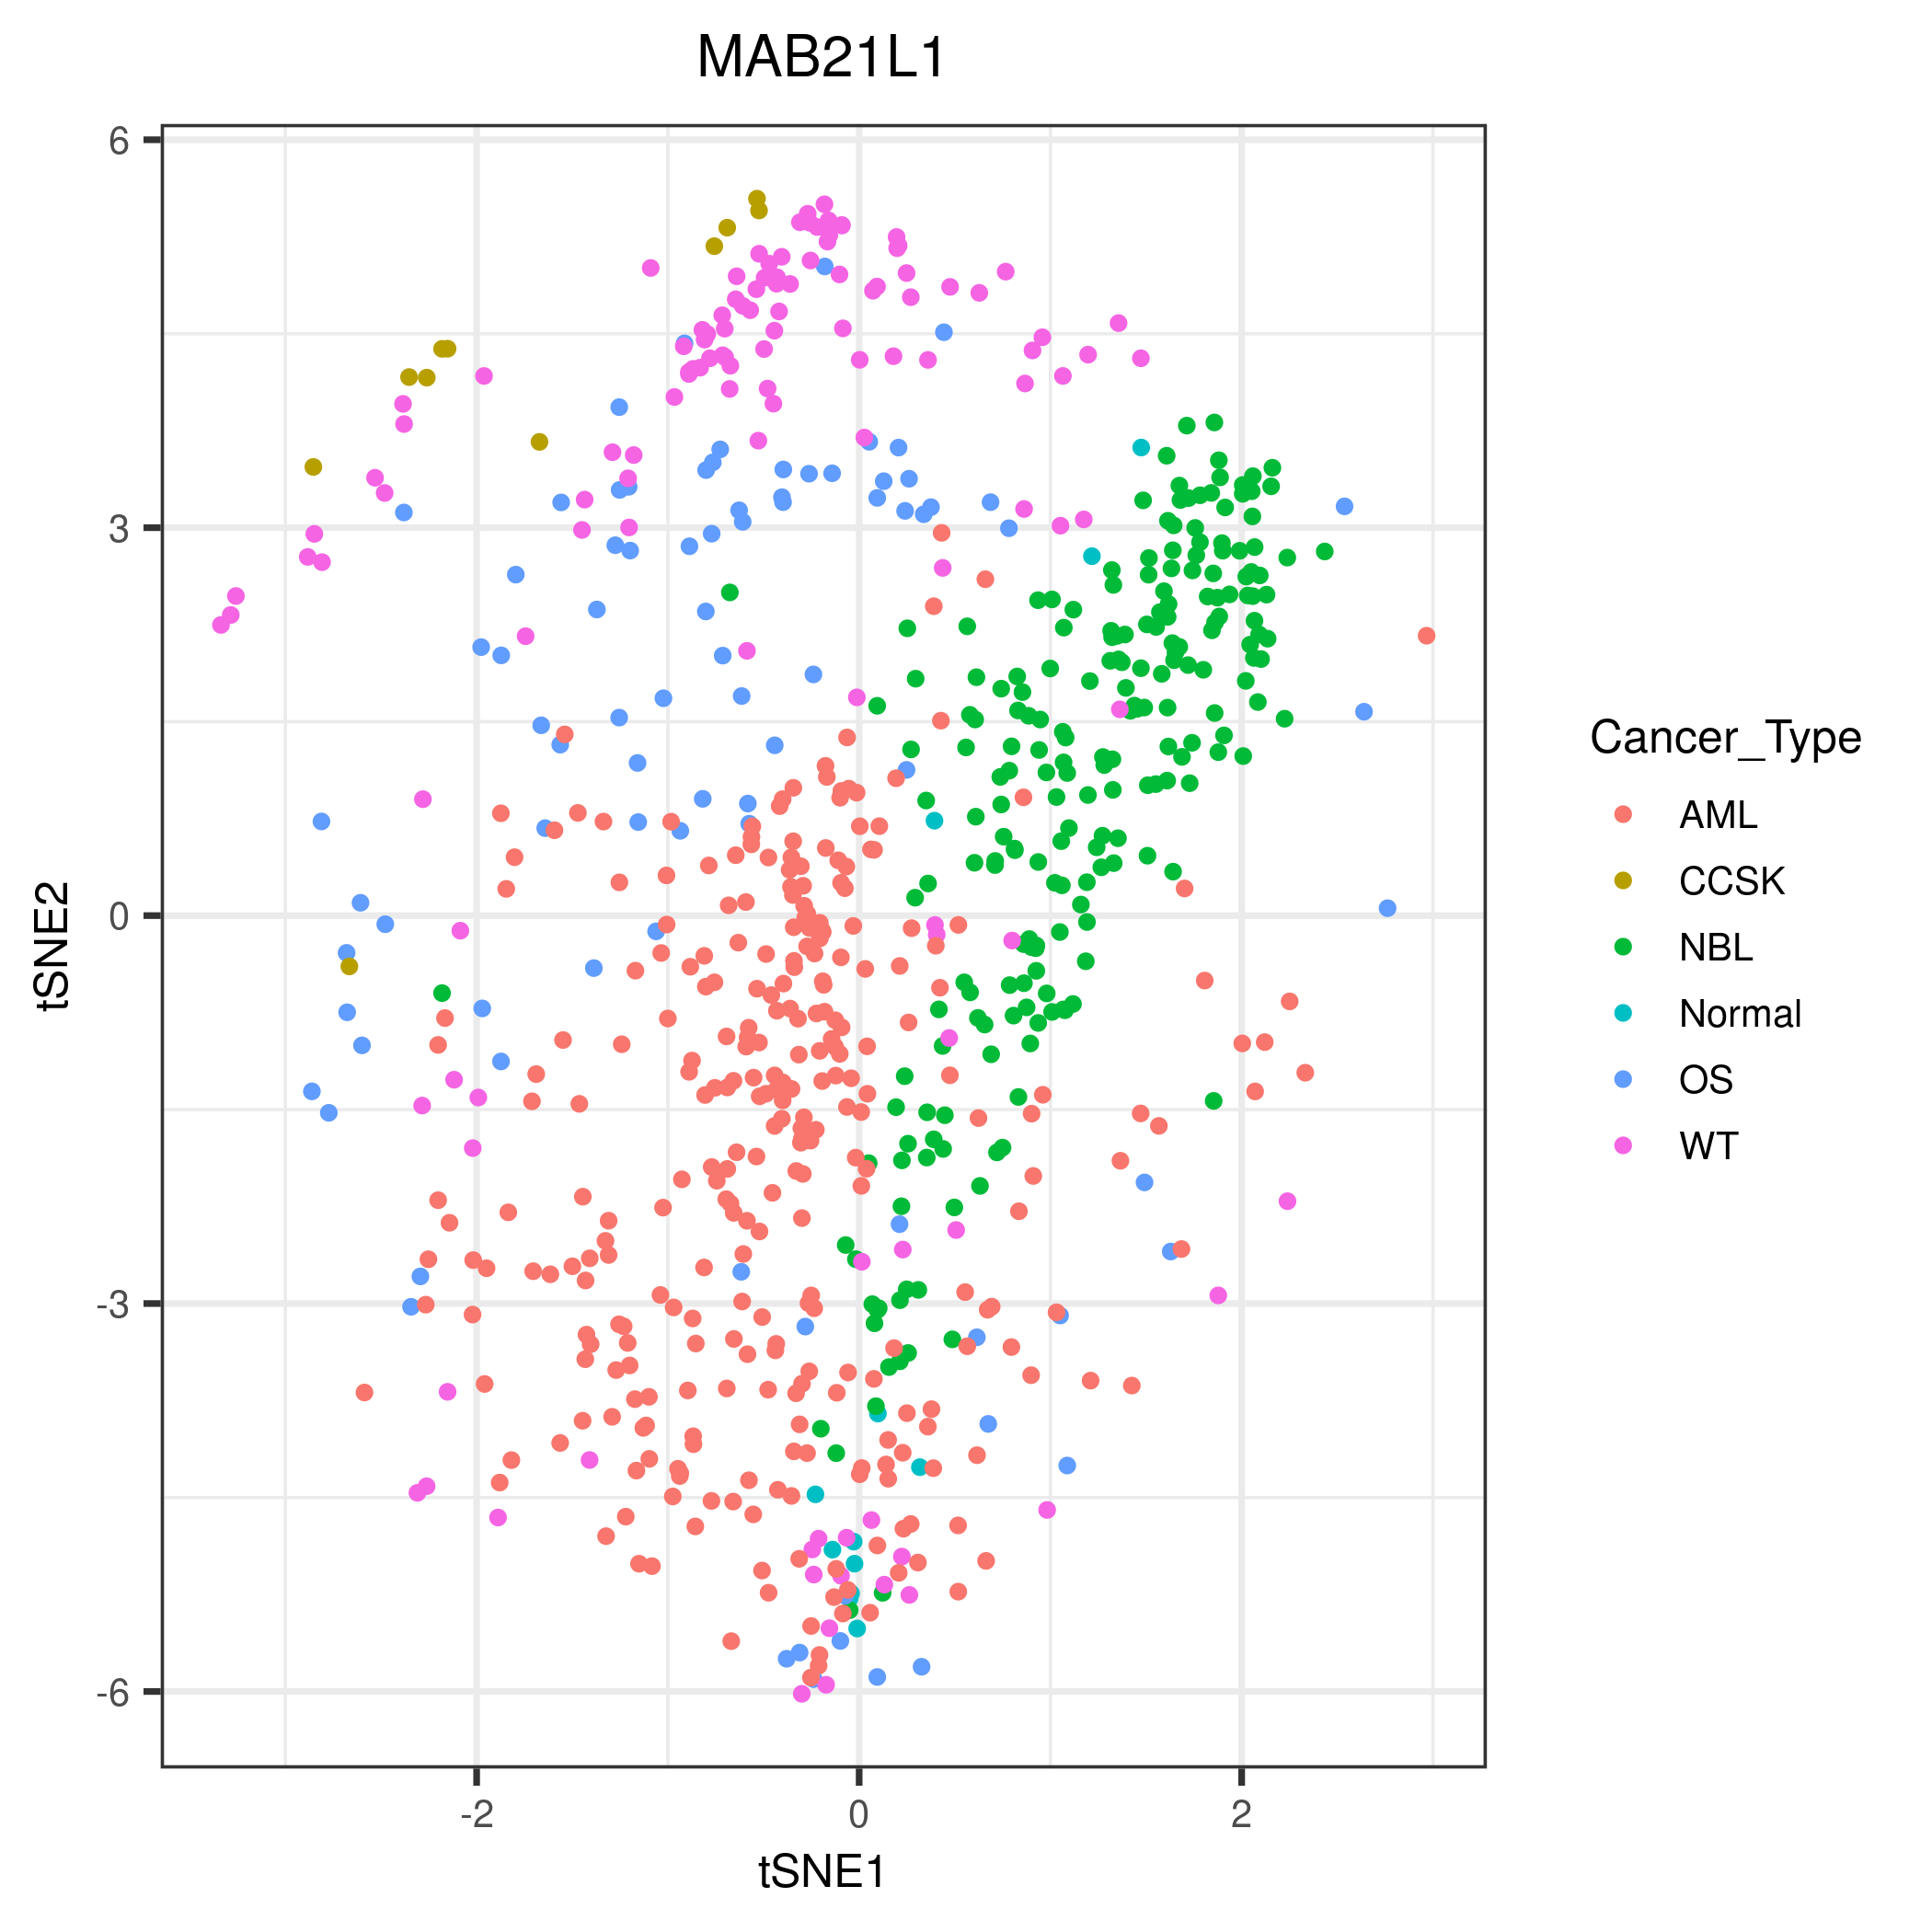 MAB21L1
6
3
0
-3
-6
tSNE2
-2
0
2
tSNE1
Cancer_Type
AML
CCSK
NBL
Normal
OS
WT